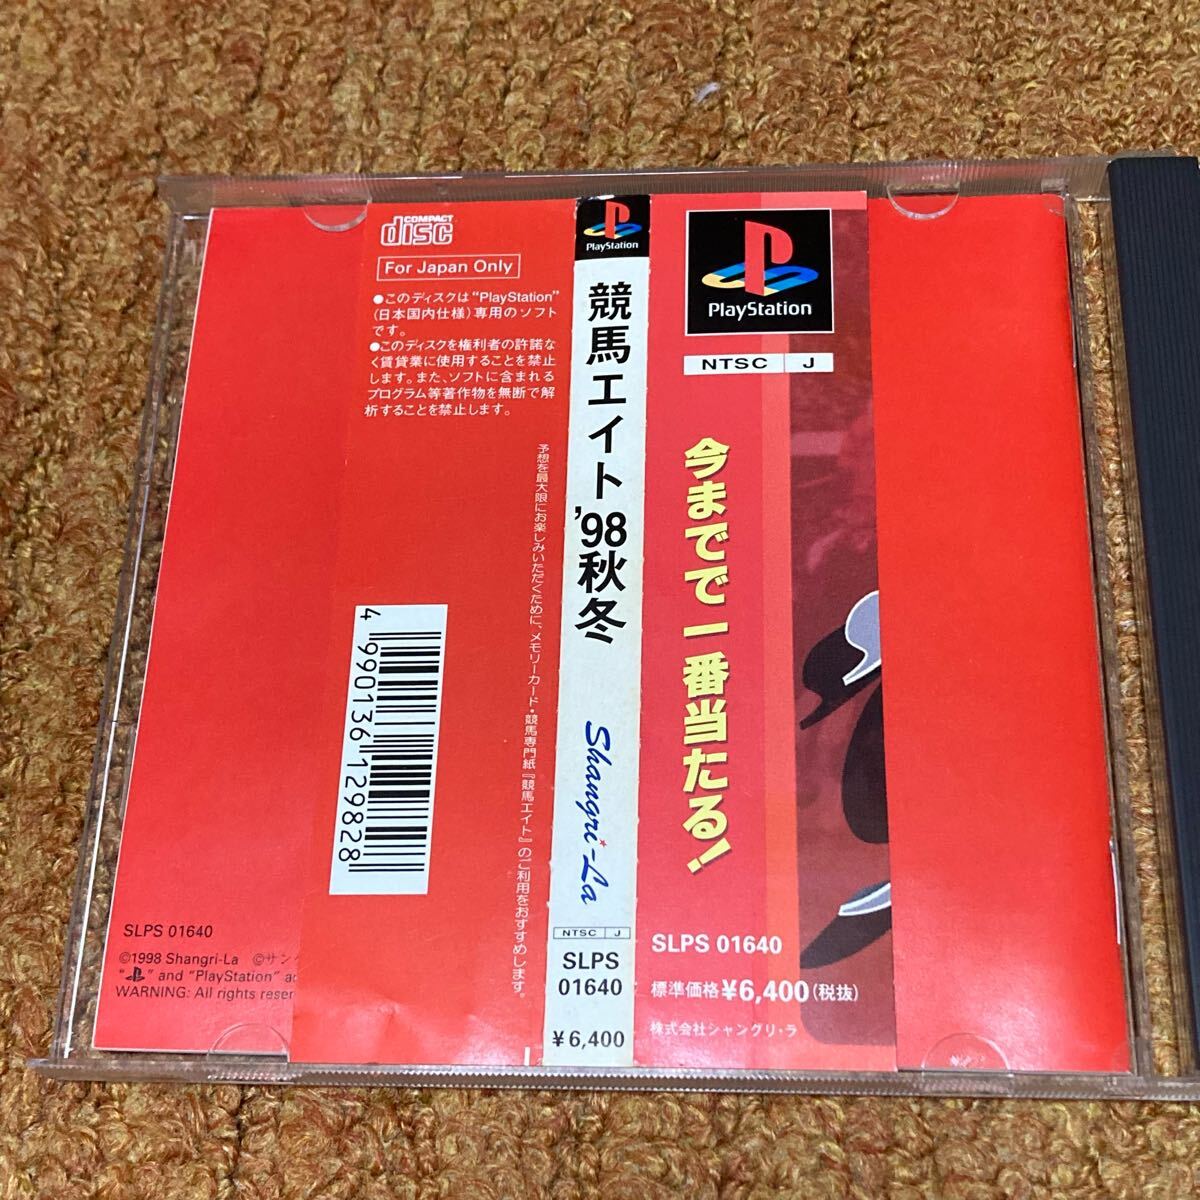 COMPACT
disc
For Japan Only
●このディスクは“PlayStation”
(日本国内仕様)専用のソフト
です。
●このディスクを権利者の許諾な
く賃貸業に使用することを禁止
します。また、ソフトに含まれる
プログラム等著作物を無断で解
析することを禁止します。
予想を最大限にお楽しみいただくために、メモリーカード・競馬専門紙『競馬エイト』のご利用をおすすめします。
4 990136 129828
SLPS 01640
©1998 Shangri-La ©サン
“ ” and “PlayStation” a
WARNING: All rights reser
PlayStation
競馬エイト'98秋冬
Shangri-La
NTSC J
SLPS
01640
¥6,400
PlayStation
NTSC J
今までで一番当たる!
SLPS 01640
標準価格¥6,400(税抜)
株式会社シャングリ・ラ